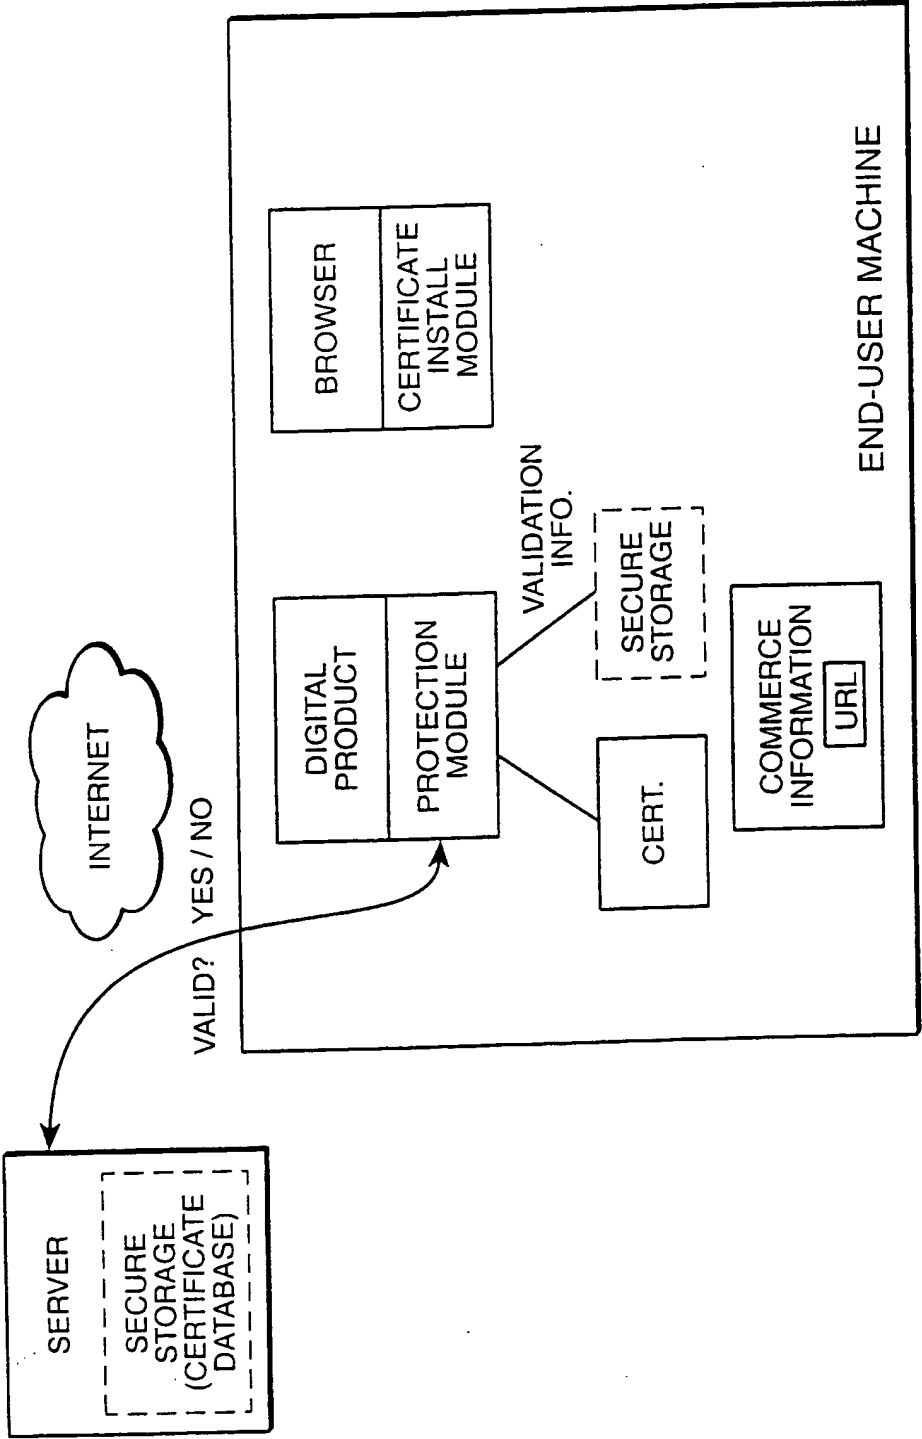 SERVER
SECURE
STORAGE
(CERTIFICATE
DATABASE)
INTERNET
VALID? YES / NO
DIGITAL
PRODUCT
PROTECTION
MODULE
BROWSER
CERTIFICATE
INSTALL
MODULE
VALIDATION
INFO.
CERT.
SECURE
STORAGE
COMMERCE
INFORMATION
URL
END-USER MACHINE